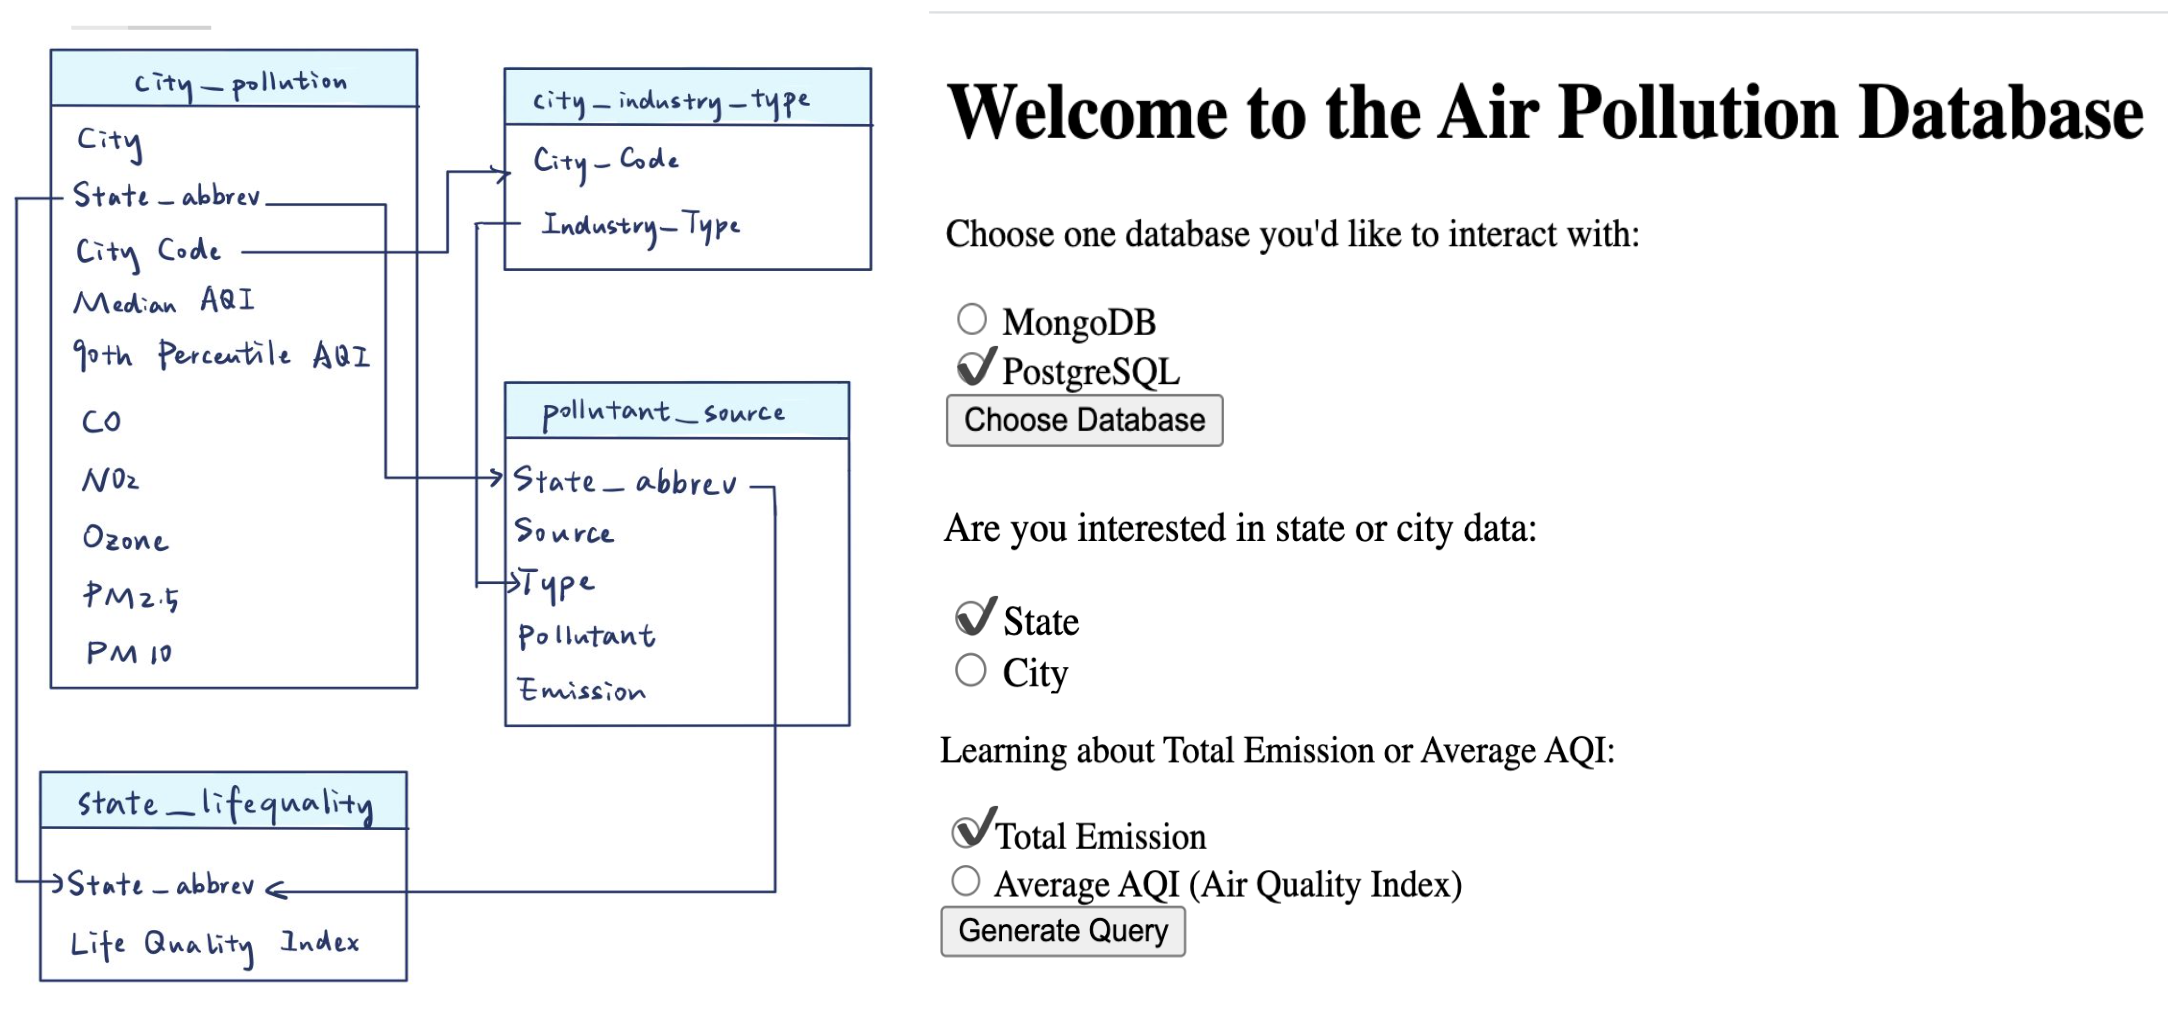 city_pollution
City
State_abbrev
City Code
Median AQI
90th Percentile AQI
CO
NO2
Ozone
PM2.5
PM10
city_industry_type
City_Code
Industry_Type
pollutant_source
State_abbrev
Source
Type
Pollutant
Emission
state_lifequality
State_abbrev
Life Quality Index
Welcome to the Air Pollution Database
Choose one database you'd like to interact with:
MongoDB
PostgreSQL
Choose Database
Are you interested in state or city data:
State
City
Learning about Total Emission or Average AQI:
Total Emission
Average AQI (Air Quality Index)
Generate Query